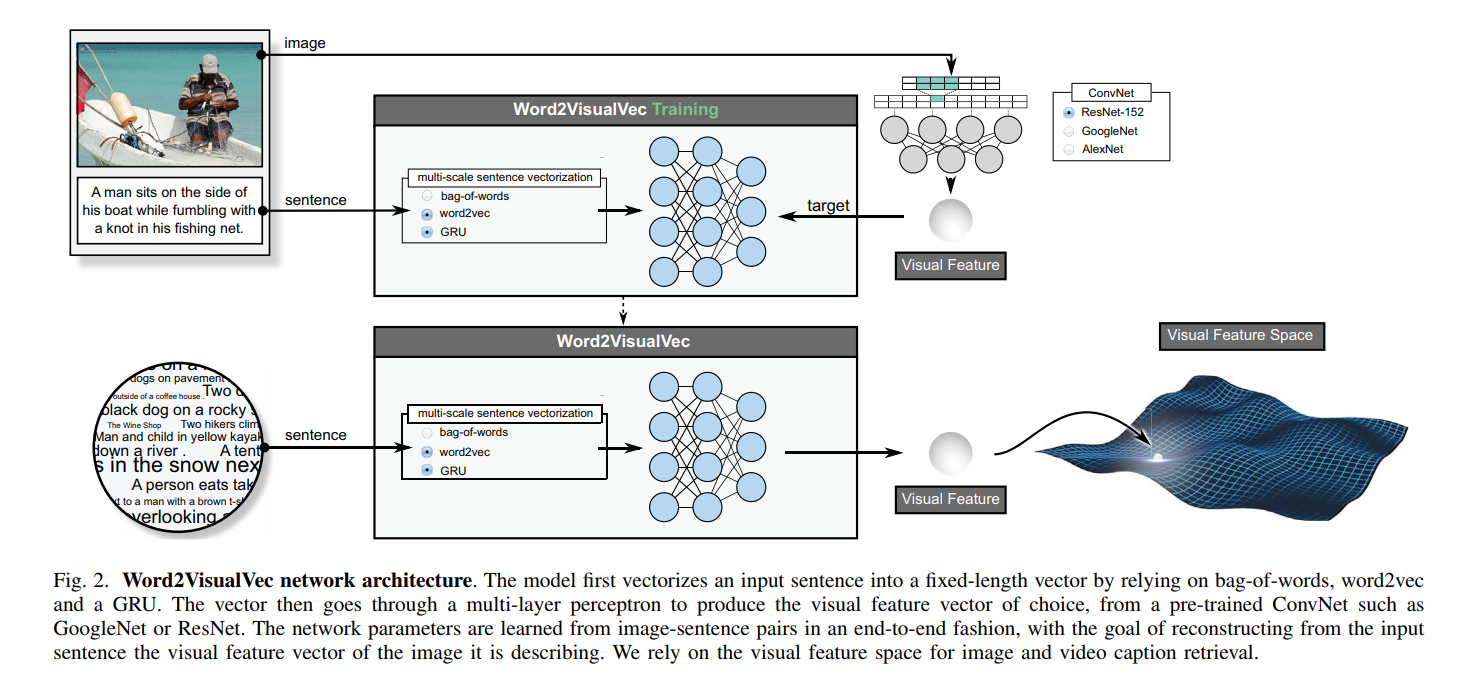 image
Word2VisualVec Training
ConvNet
ResNet-152
GoogleNet
AlexNet
multi-scale sentence vectorization
bag-of-words
word2vec
GRU
A man sits on the side of
his boat while fumbling with
a knot in his fishing net.
sentence
target
Visual Feature
Word2VisualVec
Visual Feature Space
on a
dogs on pavement
outside of a coffee house .
Two
black dog on a rocky
The Wine Shop
Two hikers
Man and child in yellow kayak
down a river .
A tent
s in the snow nex
A person eats
to a man with a brown
overlooking
sentence
multi-scale sentence vectorization
bag-of-words
word2vec
GRU
Visual Feature
Fig. 2. Word2VisualVec network architecture. The model first vectorizes an input sentence into a fixed-length vector by relying on bag-of-words, word2vec
and a GRU. The vector then goes through a multi-layer perceptron to produce the visual feature vector of choice, from a pre-trained ConvNet such as
GoogleNet or ResNet. The network parameters are learned from image-sentence pairs in an end-to-end fashion, with the goal of reconstructing from the input
sentence the visual feature vector of the image it is describing. We rely on the visual feature space for image and video caption retrieval.